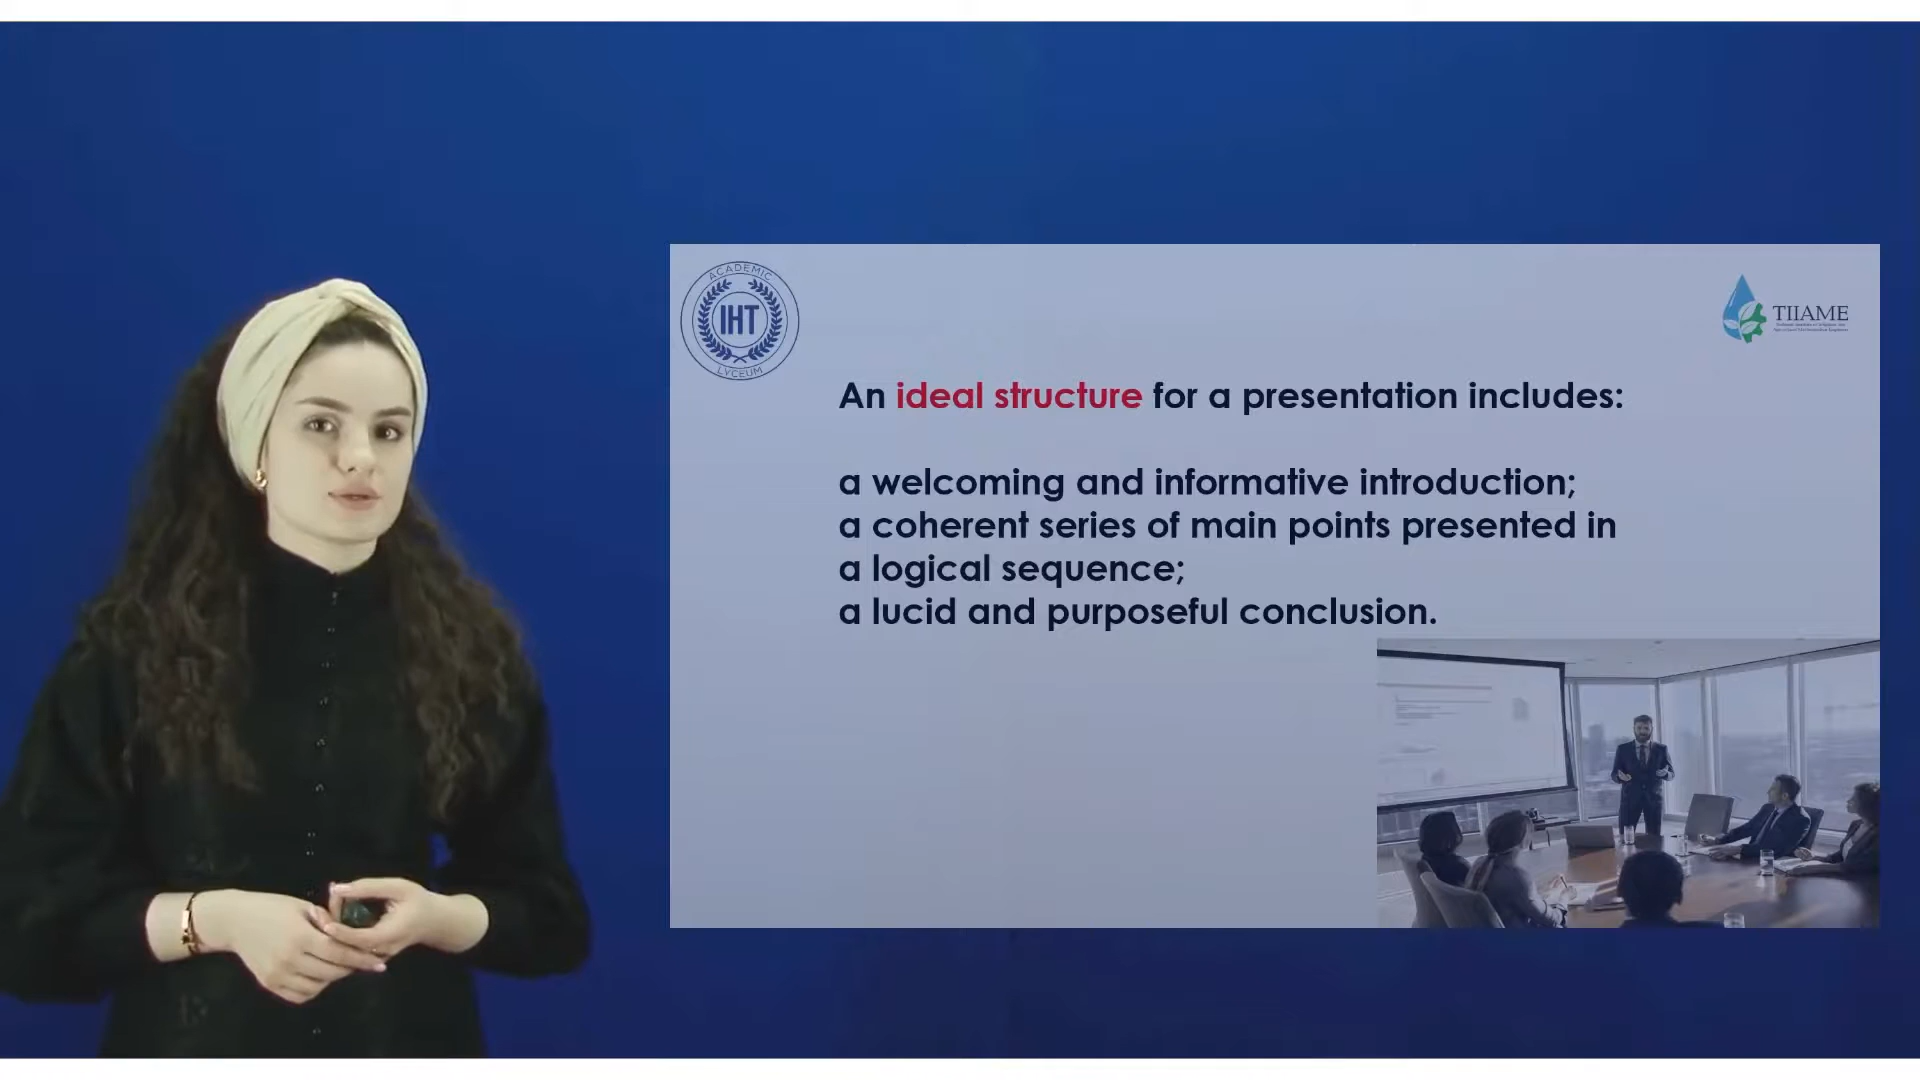 ACADEMIC
IHT
LYCEUM
TIIAME
An ideal structure for a presentation includes:
a welcoming and informative introduction;
a coherent series of main points presented in
a logical sequence;
a lucid and purposeful conclusion.